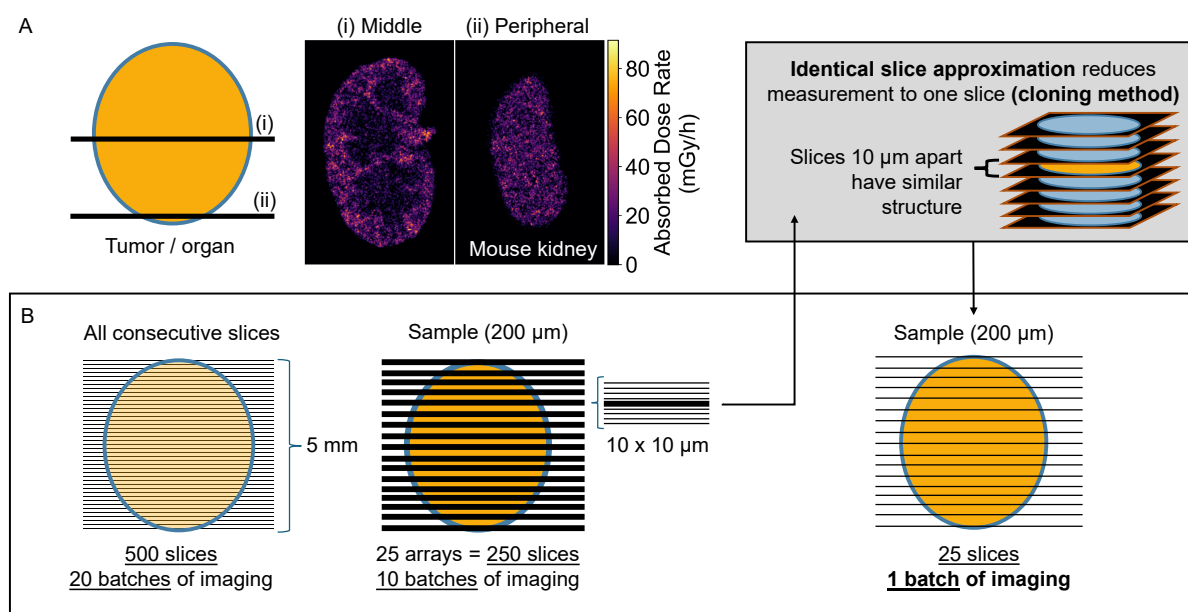 A
(i) Middle
(ii) Peripheral
(i)
(ii)
Tumor / organ
Mouse kidney
80
60
40
20
0
Absorbed Dose Rate
(mGy/h)
Identical slice approximation reduces
measurement to one slice (cloning method)
Slices 10 µm apart
have similar
structure
B
All consecutive slices
5 mm
500 slices
20 batches of imaging
Sample (200 µm)
10 x 10 µm
25 arrays = 250 slices
10 batches of imaging
Sample (200 µm)
25 slices
1 batch of imaging